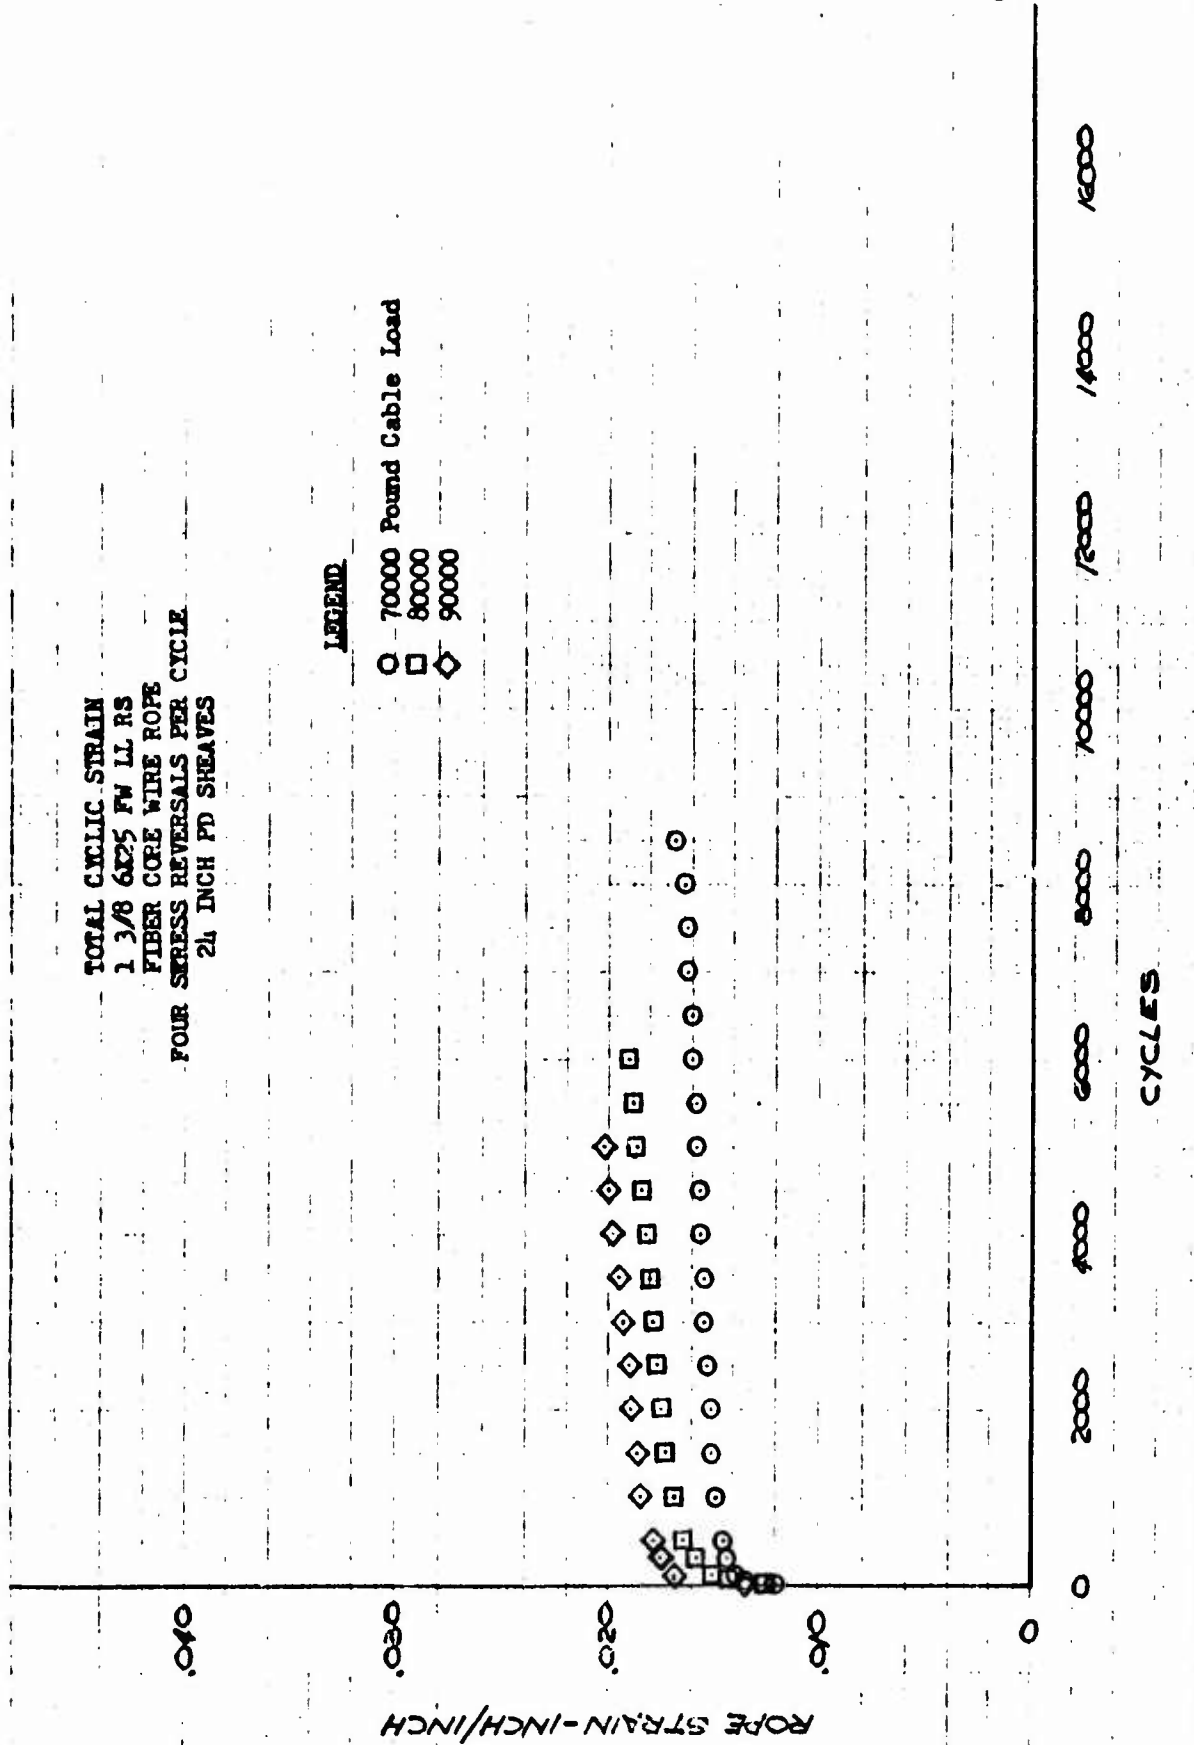 TOTAL CYCLIC STRAIN
1 3/8 6X25 FW LL RS
FIBER CORE WIRE ROPE
FOUR STRESS REVERSALS PER CYCLE
24 INCH PD SHEAVES
LEGEND
70000 Pound Cable Load
80000
90000
ROPE STRAIN-INCH/INCH
.040
.030
.020
.010
0
0
2000
4000
6000
8000
10000
12000
14000
16000
CYCLES